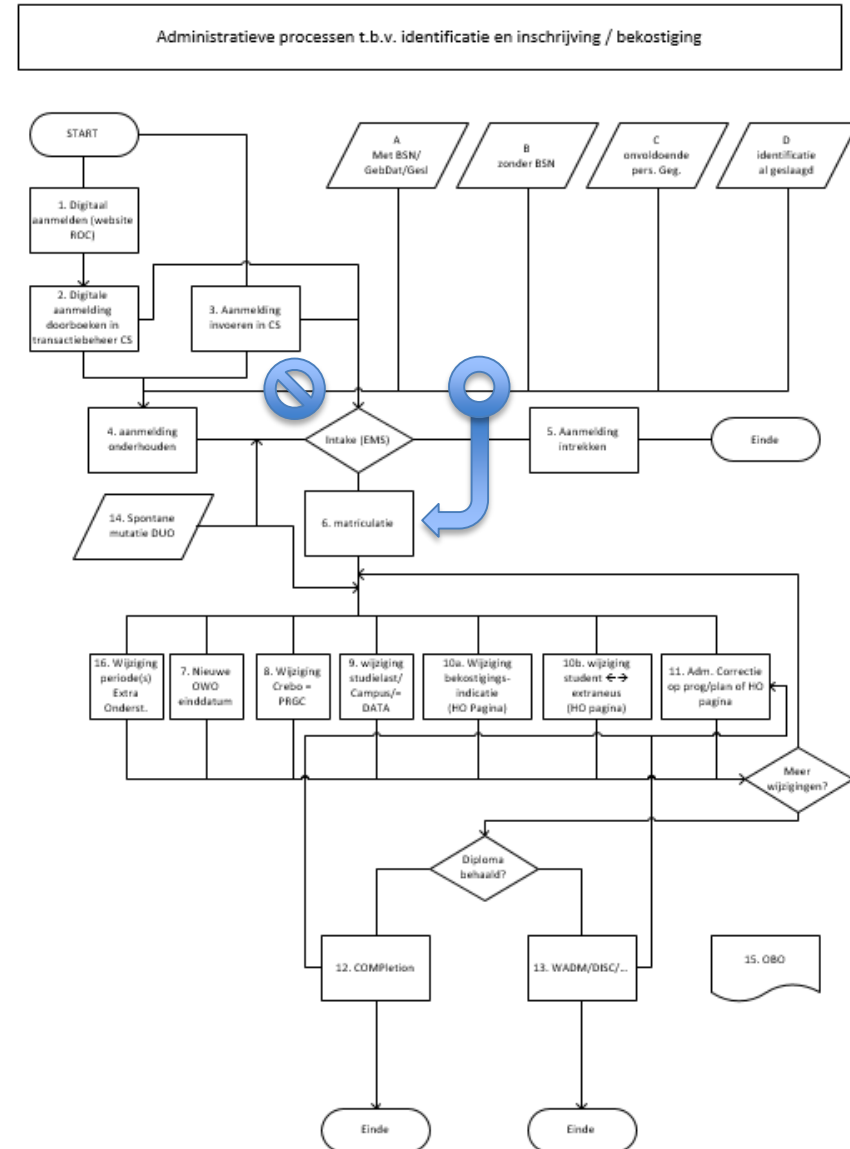 Administratieve processen t.b.v. identificatie en inschrijving / bekostiging
START
A
Met BSN/
GebDat/Gesl
B
zonder BSN
C
onvoldoende
pers. Geg.
D
identificatie
al geslaagd
1. Digitaal
aanmelden (website
ROC)
2. Digitale
aanmelding
doorboeken in
transactiebeheer CS
3. Aanmelding
invoeren in CS
4. aanmelding
onderhouden
Intake (EMS)
5. Aanmelding
intrekken
Einde
14. Spontane
mutatie DUO
6. matriculatie
16. Wijziging
periode(s)
Extra
Onderst.
7. Nieuwe
OWO
einddatum
8. Wijziging
Crebo =
PRGC
9. wijziging
studielast/
Campus/=
DATA
10a. Wijziging
bekostigings-
indicatie
(HO Pagina)
10b. wijziging
student ←→
extraneus
(HO pagina)
11. Adm. Correctie
op prog/plan of HO
pagina
Meer
wijzigingen?
Diploma
behaald?
12. COMPletion
13. WADM/DISC/...
15. OBO
Einde
Einde